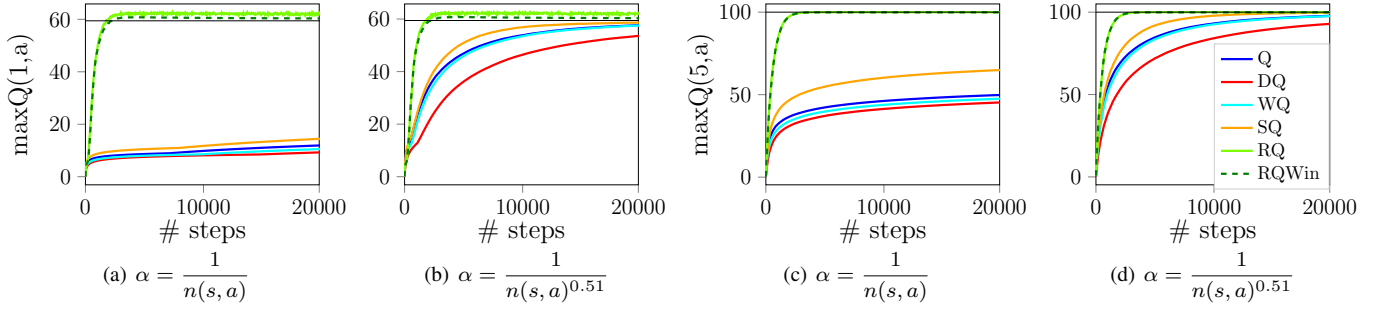 maxQ(1,a)
60
40
20
0
0 10000 20000
# steps
(a) α = 1 / n(s, a)
60
40
20
0
0 10000 20000
# steps
(b) α = 1 / n(s, a)^0.51
maxQ(5,a)
100
50
0
0 10000 20000
# steps
(c) α = 1 / n(s, a)
100
50
0
0 10000 20000
# steps
Q
DQ
WQ
SQ
RQ
RQWin
(d) α = 1 / n(s, a)^0.51